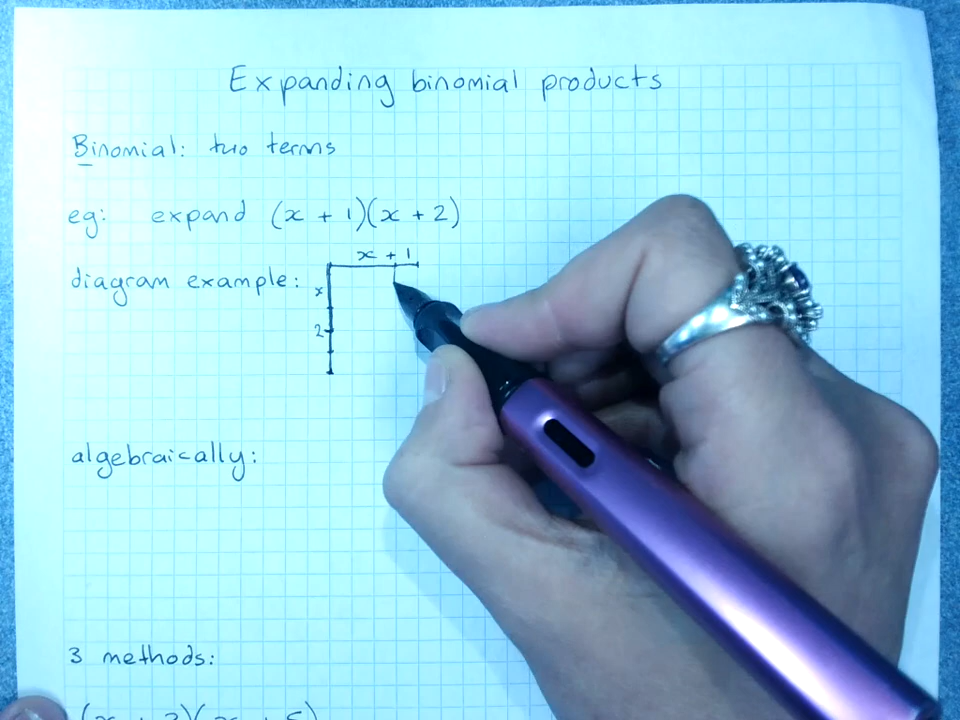 Expanding binomial products
Binomial: two terms
eg: expand (x + 1)(x + 2)
x + 1
diagram example:
x
2
algebraically:
3 methods: